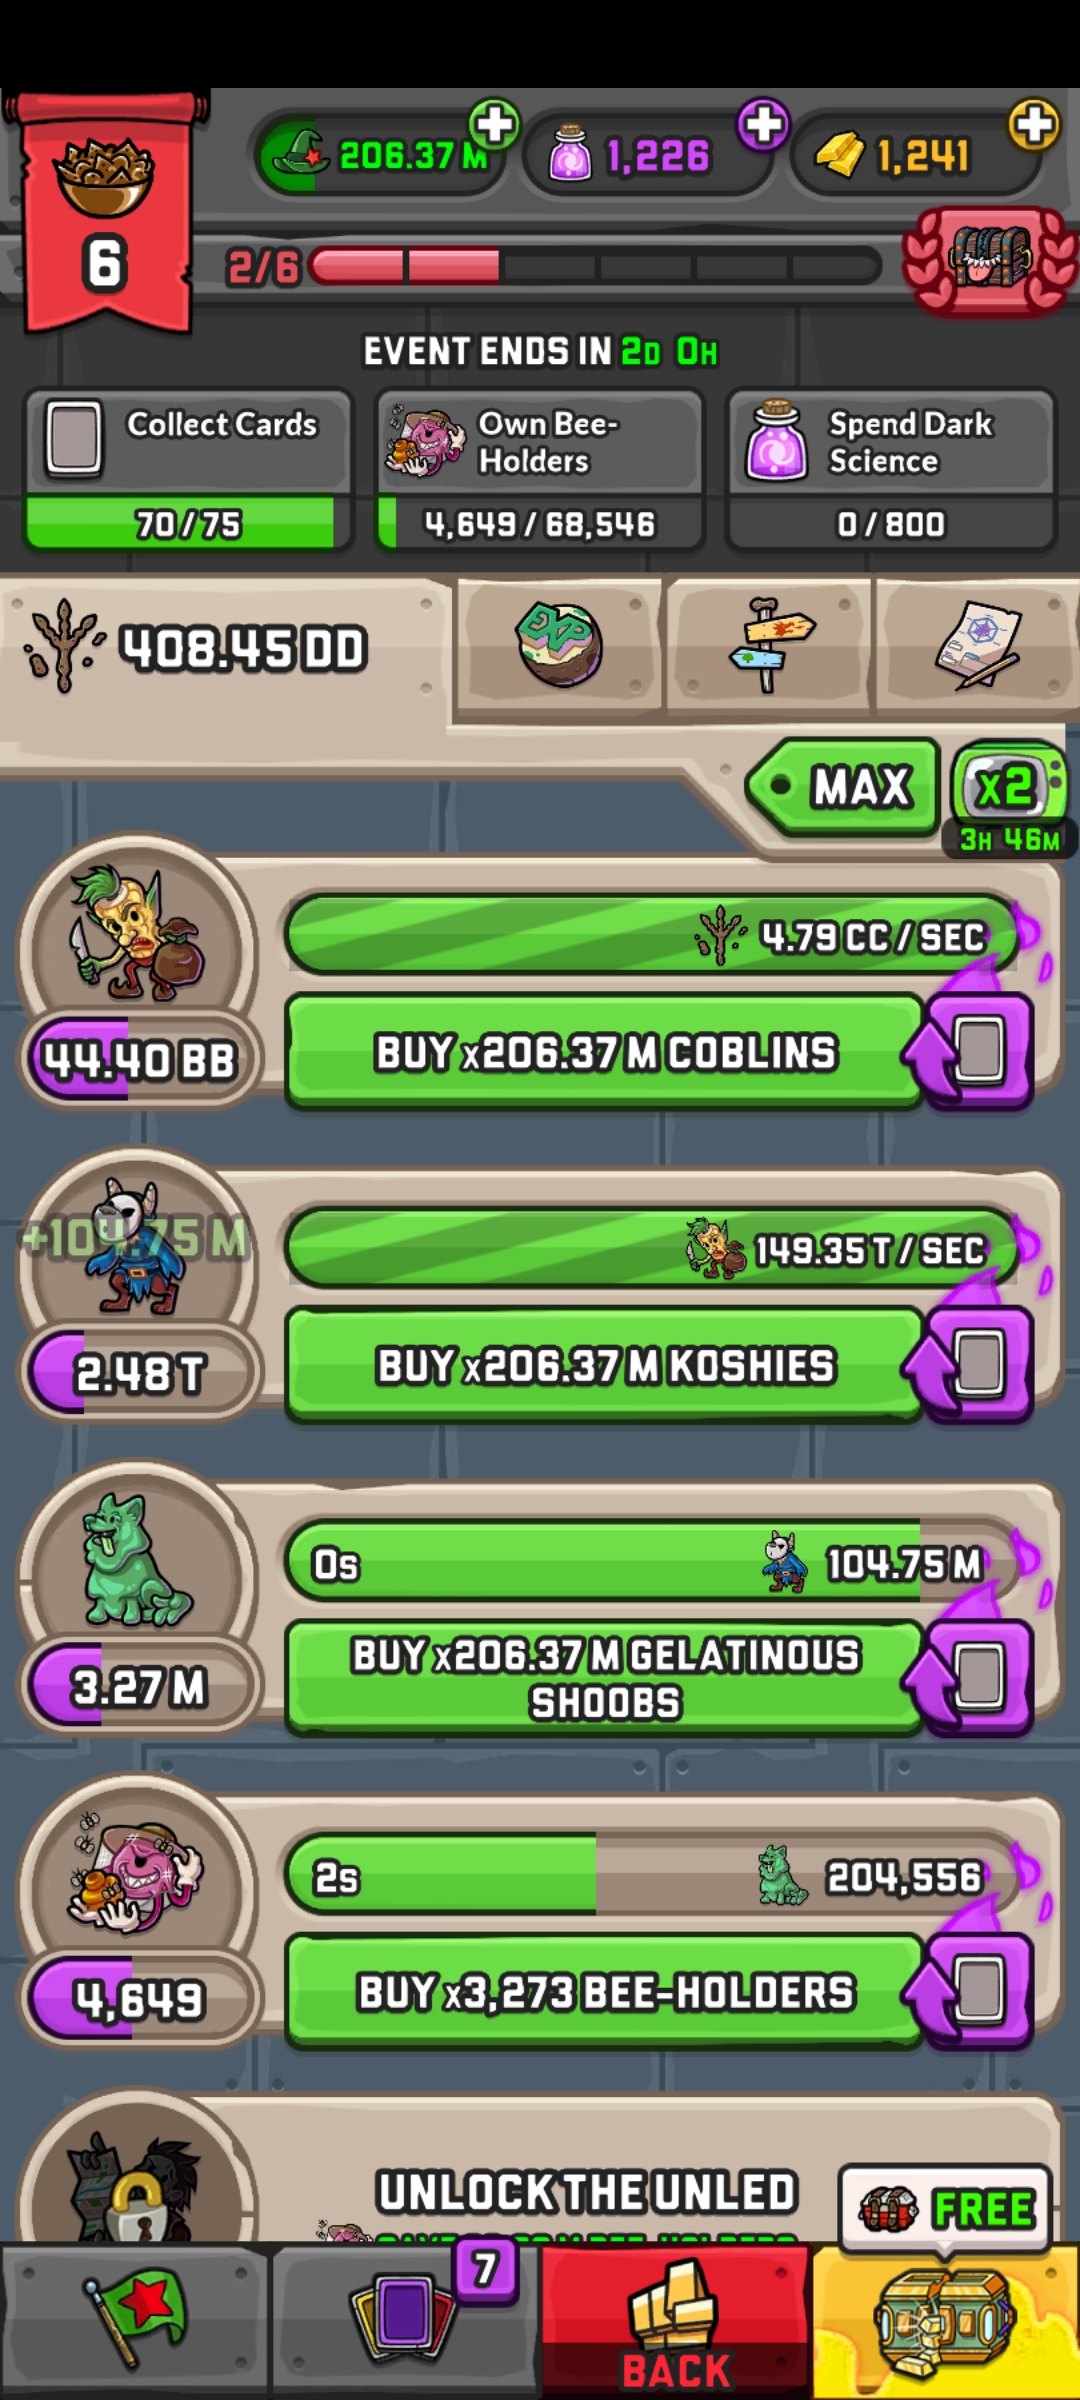 206.37 M
1,226
1,241
6
2/6
EVENT ENDS IN 2D 0H
Collect Cards
70/75
Own Bee-
Holders
4,649/68,546
Spend Dark
Science
0/800
408.45 DD
EXP
MAX
x2
3H 46M
4.79 CC / SEC
44.40 BB
BUY x206.37 M COBLINS
+104.75 M
149.35 T / SEC
2.48 T
BUY x206.37 M KOSHIES
0s
104.75 M
3.27 M
BUY x206.37 M GELATINOUS
SHOOBS
2s
204,556
4,649
BUY x3,273 BEE-HOLDERS
UNLOCK THE UNLED
FREE
7
BACK